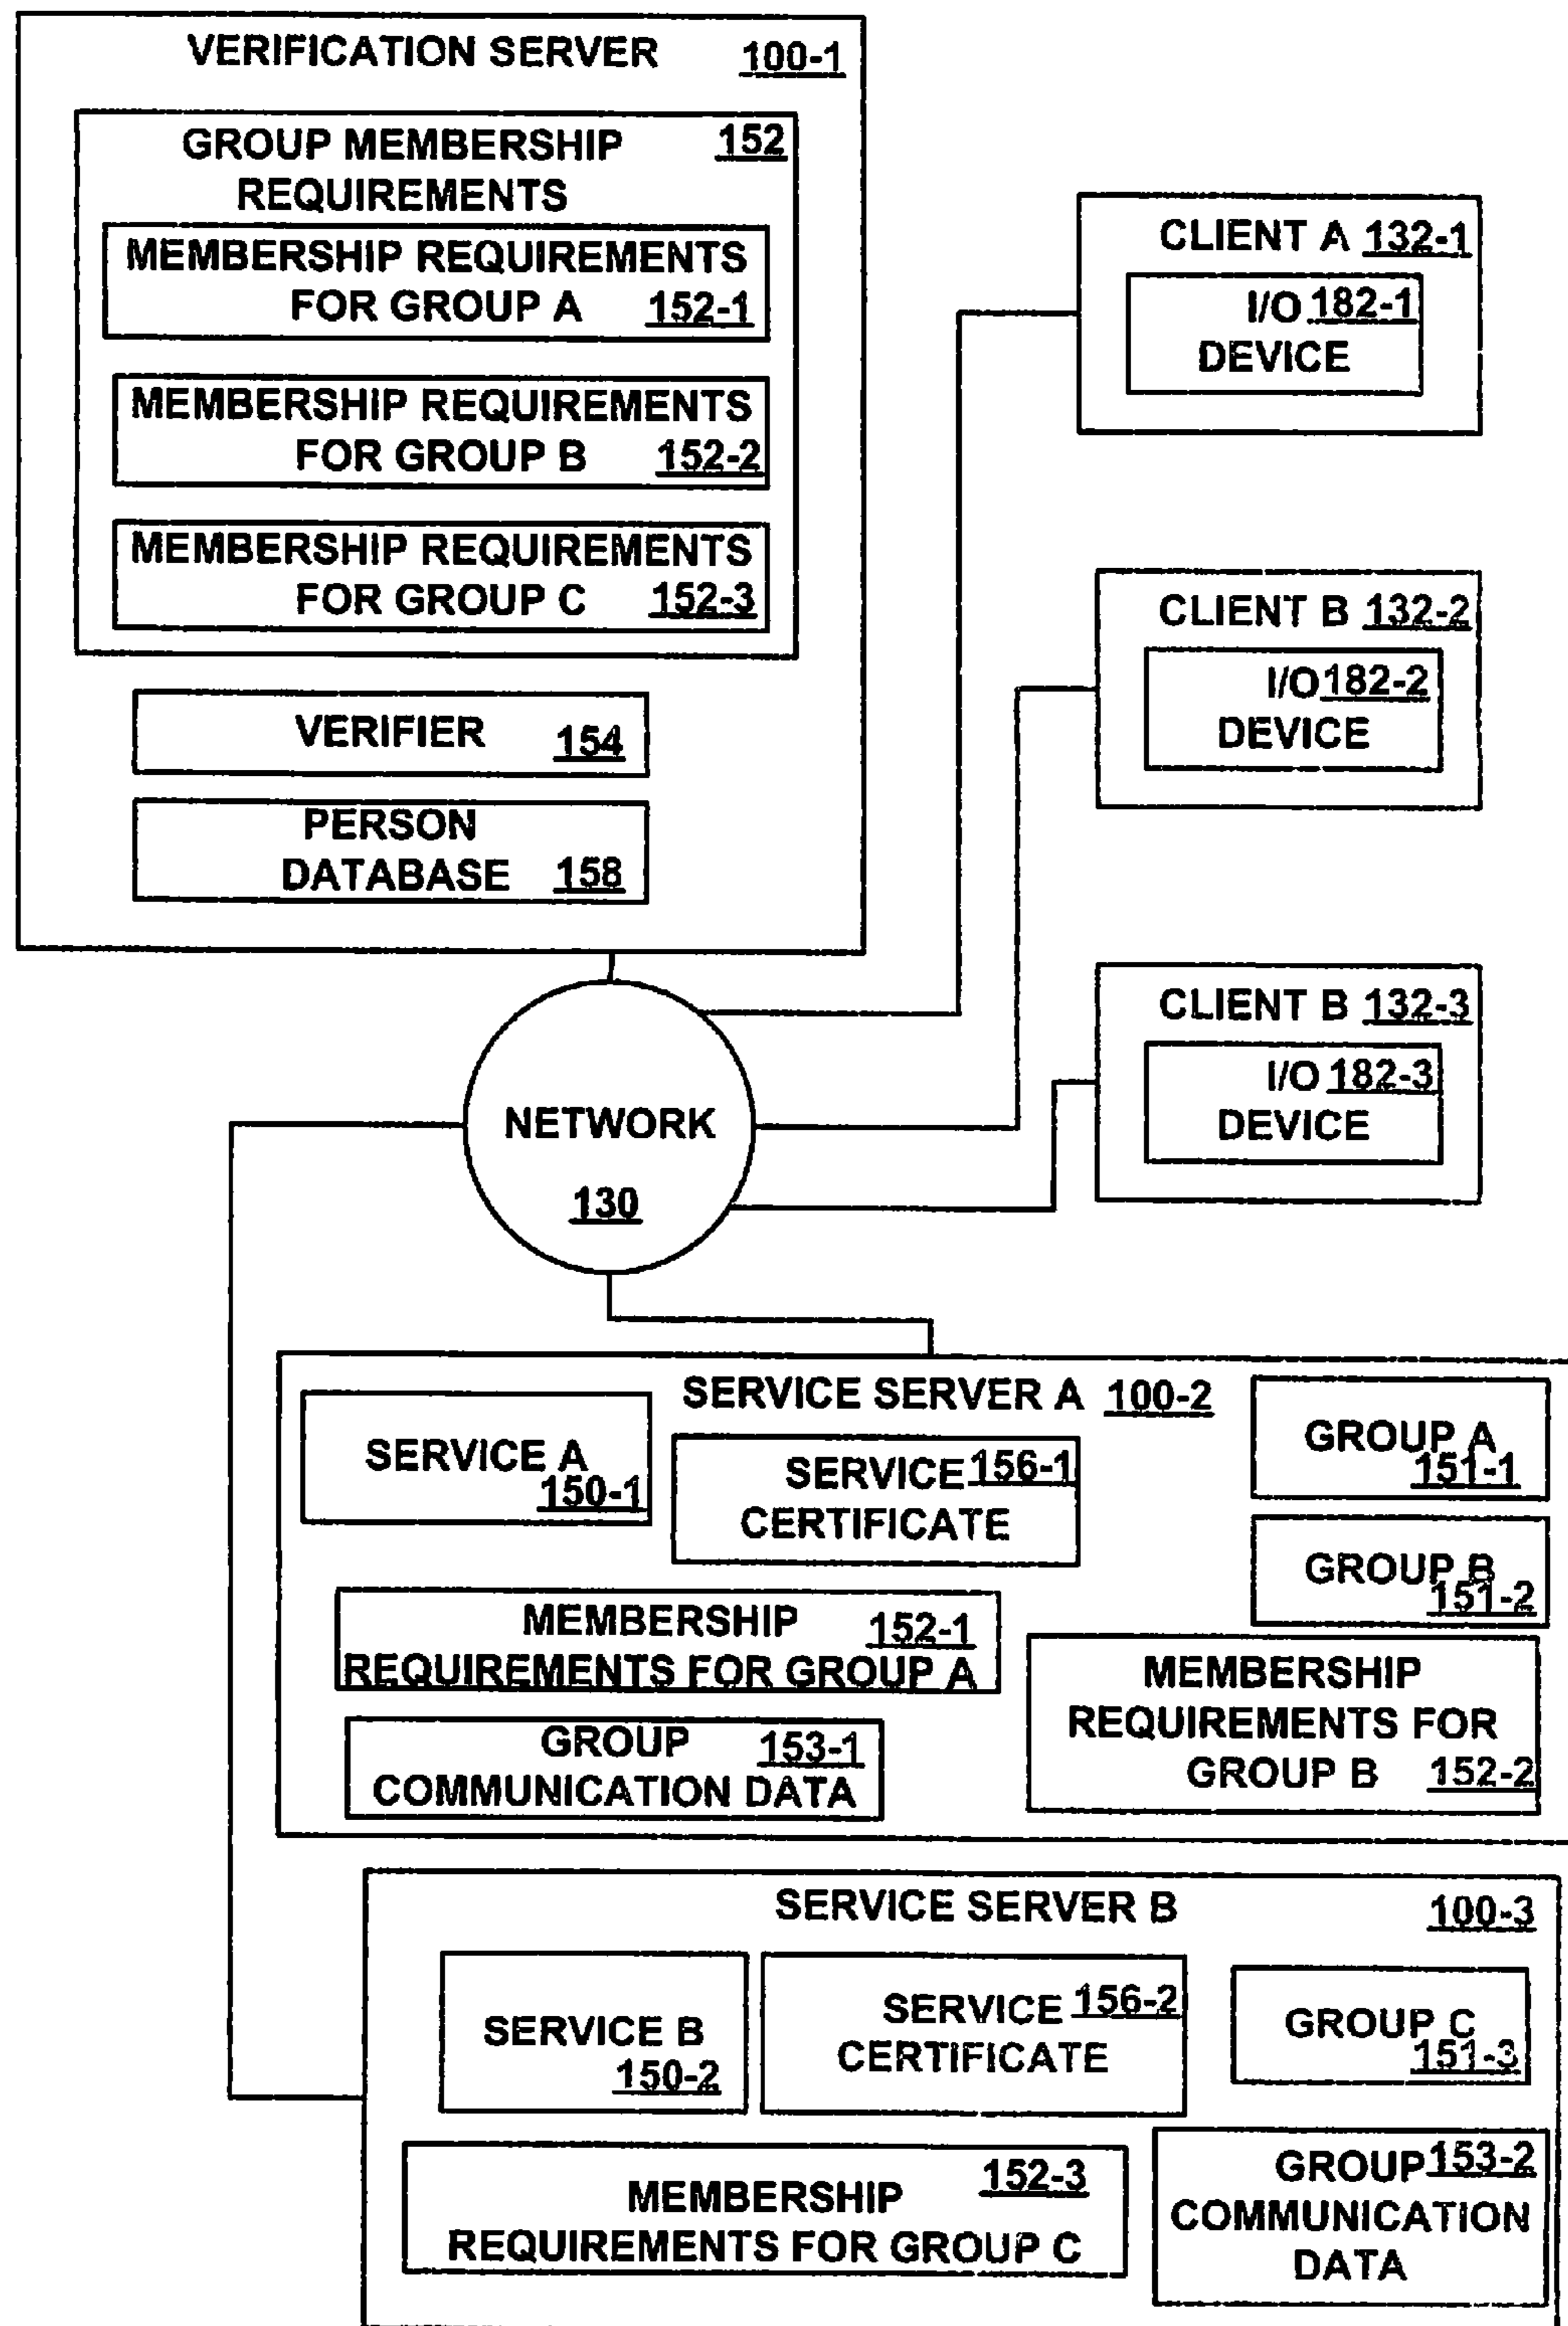 VERIFICATION SERVER 100-1
GROUP MEMBERSHIP 152
REQUIREMENTS
MEMBERSHIP REQUIREMENTS
FOR GROUP A 152-1
MEMBERSHIP REQUIREMENTS
FOR GROUP B 152-2
MEMBERSHIP REQUIREMENTS
FOR GROUP C 152-3
VERIFIER 154
PERSON
DATABASE 158
CLIENT A 132-1
I/O 182-1
DEVICE
CLIENT B 132-2
I/O 182-2
DEVICE
CLIENT B 132-3
I/O 182-3
DEVICE
NETWORK
130
SERVICE SERVER A 100-2
SERVICE A
150-1
SERVICE 156-1
CERTIFICATE
GROUP A
151-1
GROUP B
151-2
MEMBERSHIP 152-1
REQUIREMENTS FOR GROUP A
MEMBERSHIP
REQUIREMENTS FOR
GROUP B 152-2
GROUP 153-1
COMMUNICATION DATA
SERVICE SERVER B 100-3
SERVICE B
150-2
SERVICE 156-2
CERTIFICATE
GROUP C
151-3
152-3
MEMBERSHIP
REQUIREMENTS FOR GROUP C
GROUP 153-2
COMMUNICATION
DATA